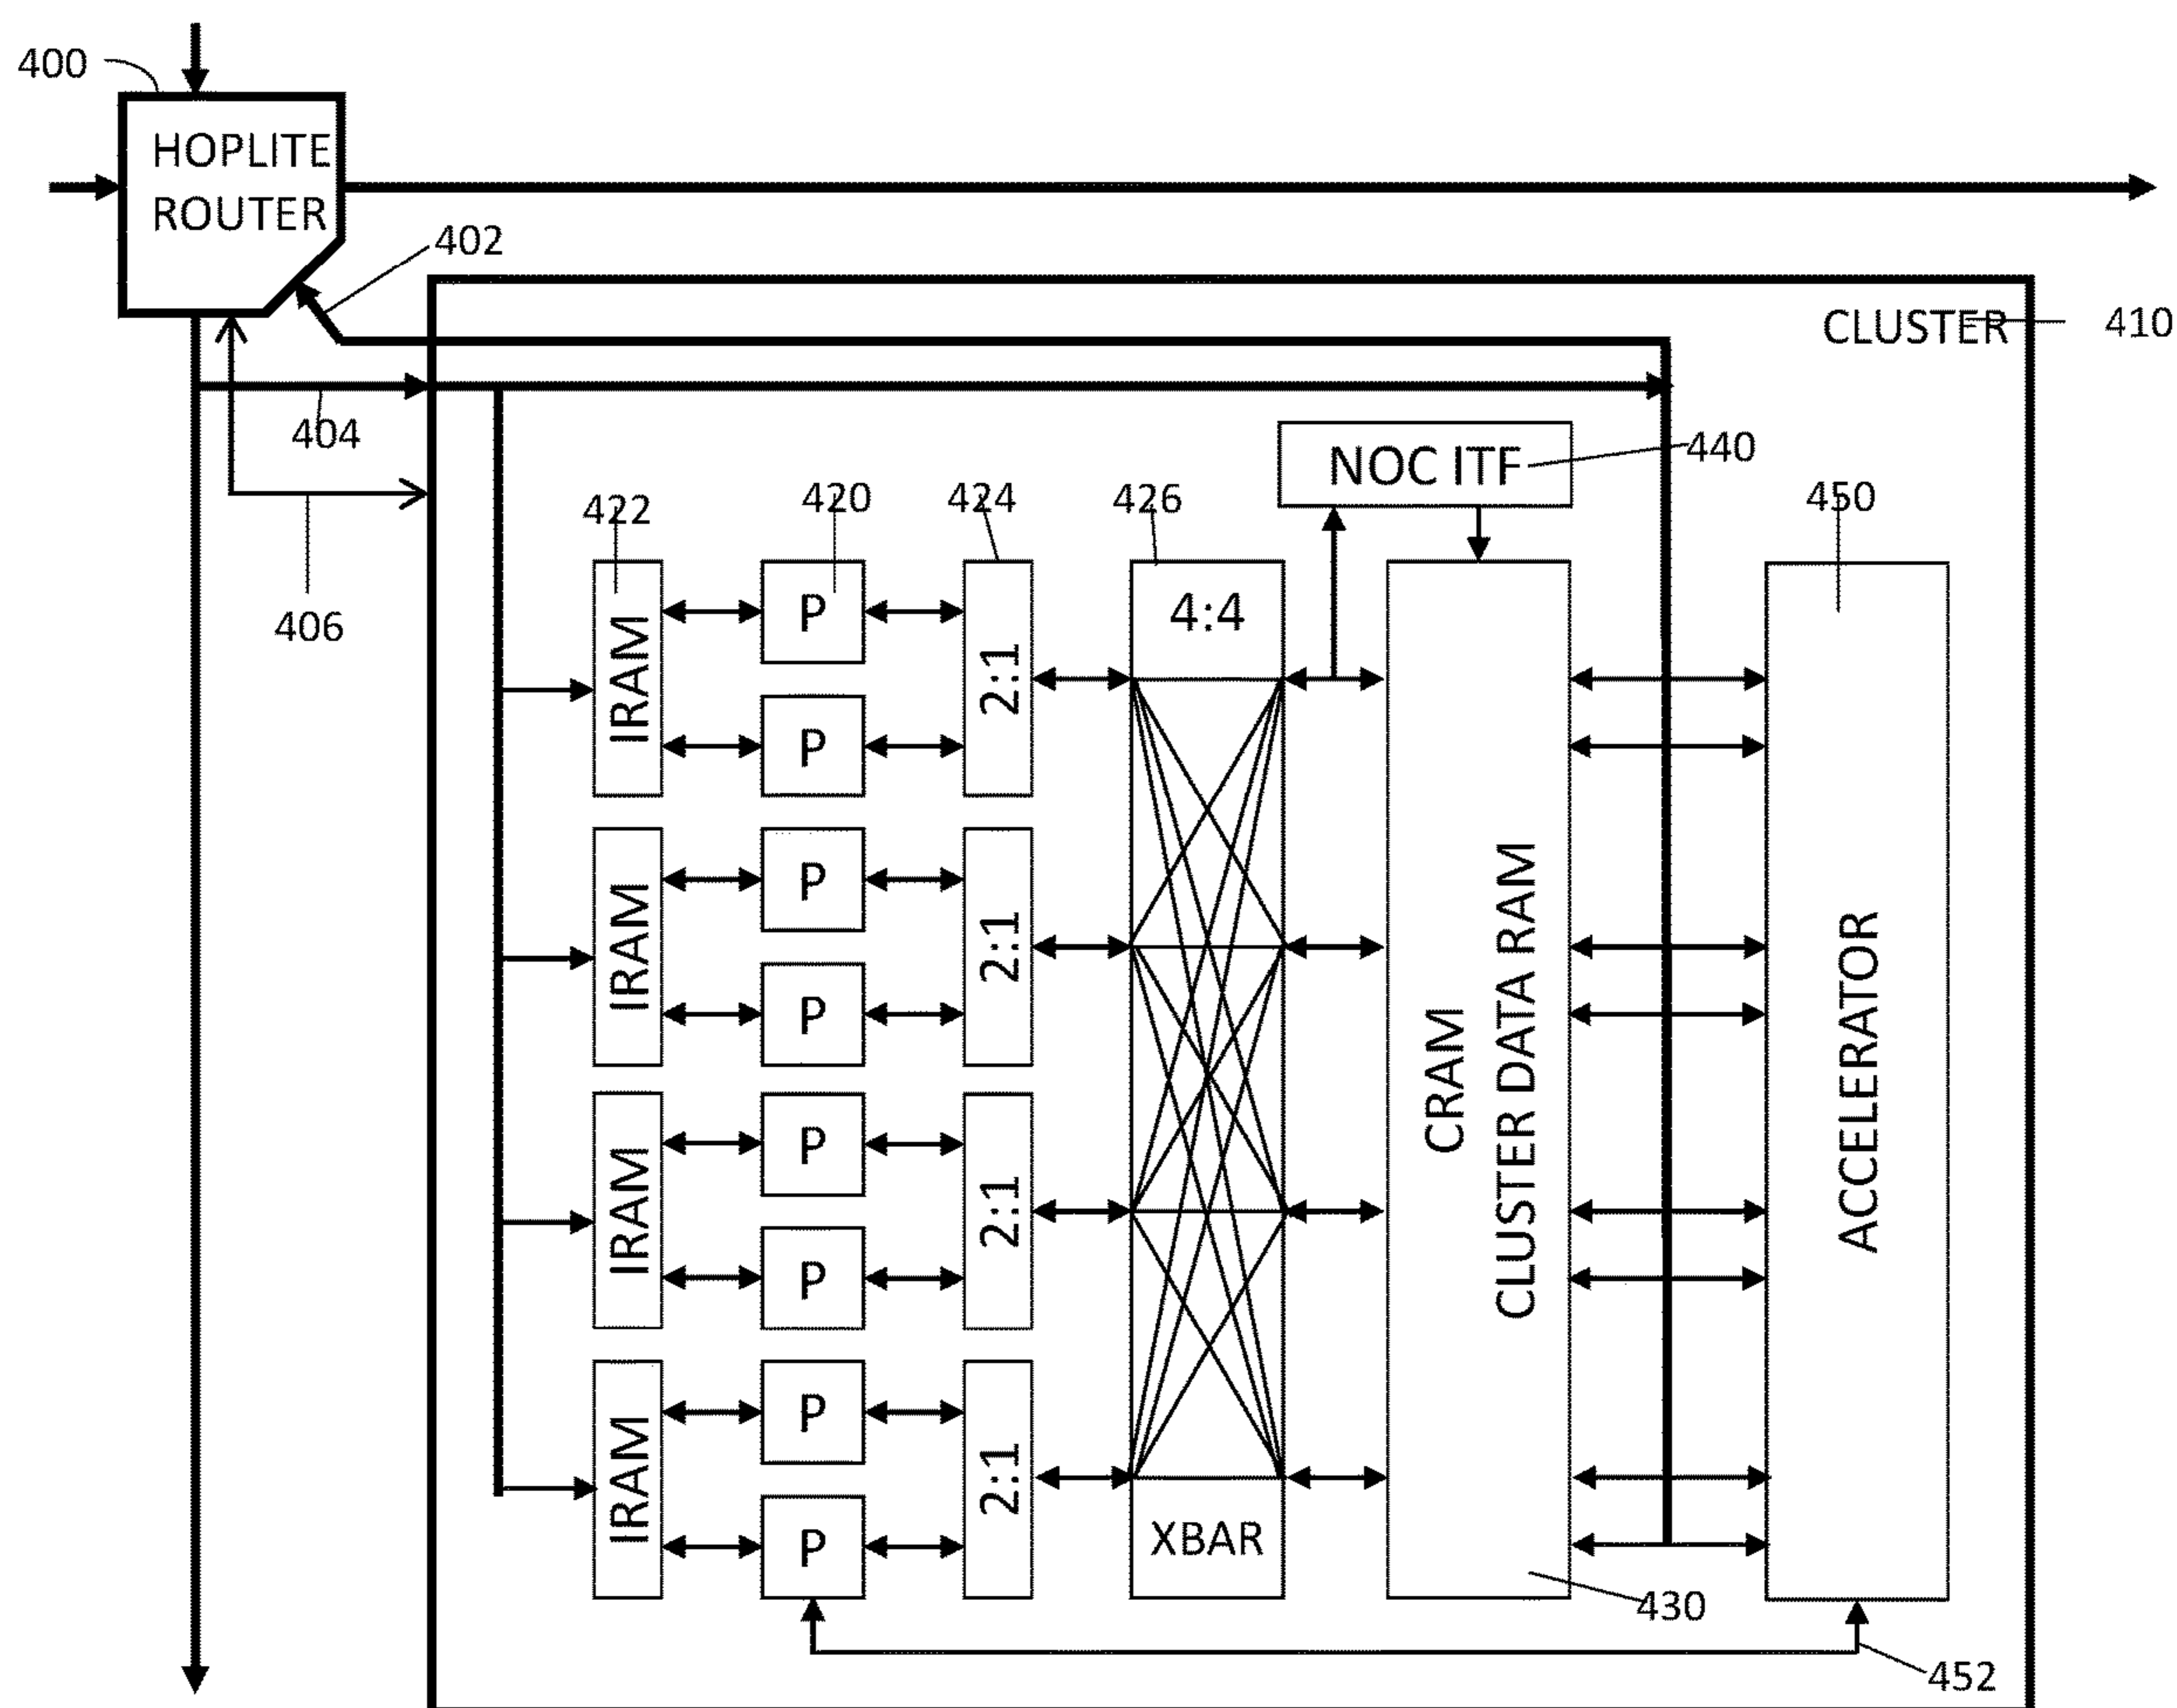 400
HOPLITE
ROUTER
402
CLUSTER
410
404
406
NOC ITF
440
422
420
424
426
450
4:4
IRAM
P
P
2:1
IRAM
P
P
2:1
IRAM
P
P
2:1
IRAM
P
P
2:1
XBAR
CRAM
CLUSTER DATA RAM
ACCELERATOR
430
452